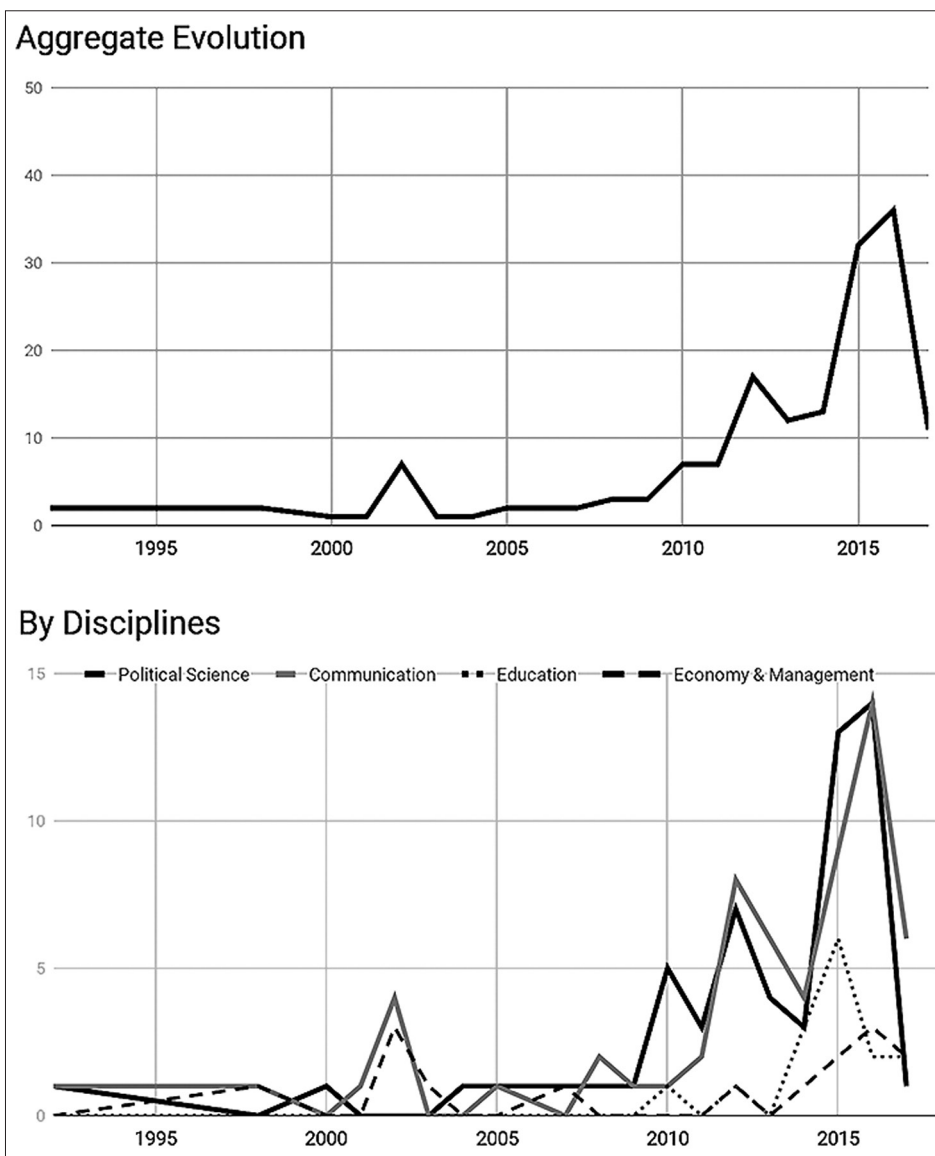 Aggregate Evolution
50
40
30
20
10
0
1995 2000 2005 2010 2015
By Disciplines
15 Political Science Communication Education Economy & Management
10
5
0
1995 2000 2005 2010 2015